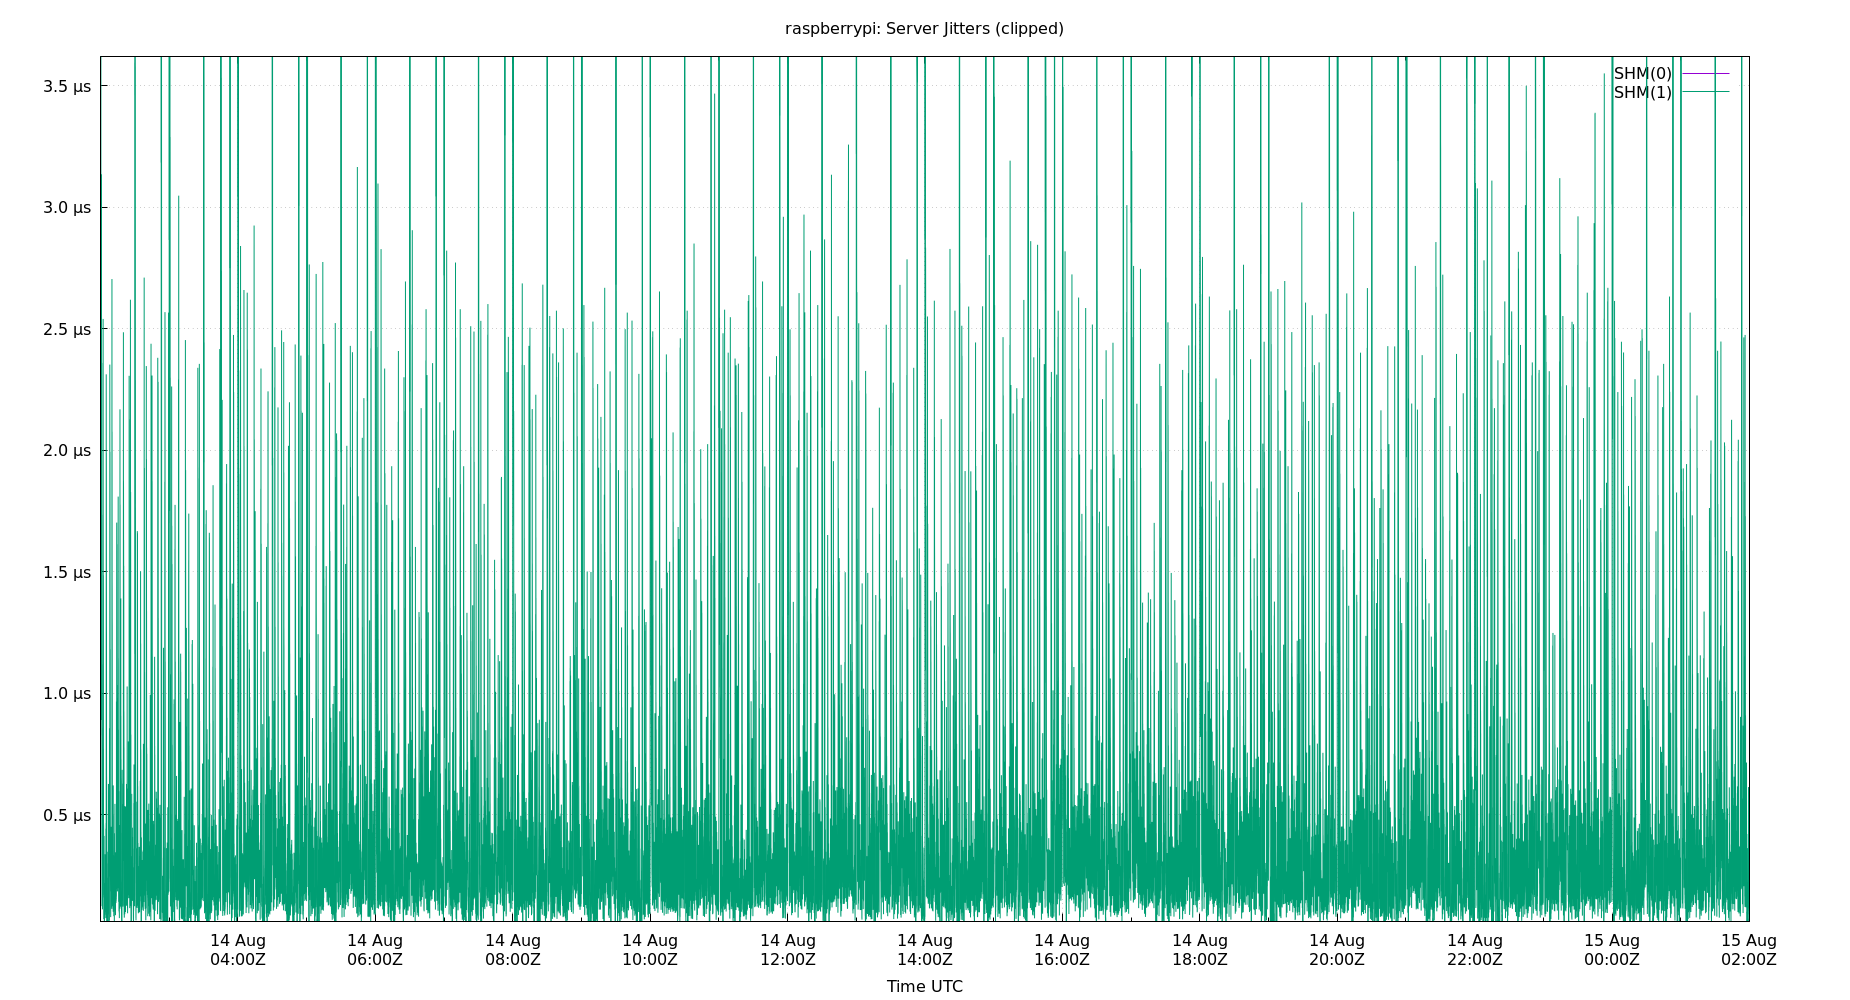 raspberrypi: Server Jitters (clipped)
SHM(0)
SHM(1)
3.5 µs
3.0 µs
2.5 µs
2.0 µs
1.5 µs
1.0 µs
0.5 µs
14 Aug 14 Aug 14 Aug 14 Aug 14 Aug 14 Aug 14 Aug 14 Aug 14 Aug 14 Aug 15 Aug 15 Aug
04:00Z 06:00Z 08:00Z 10:00Z 12:00Z 14:00Z 16:00Z 18:00Z 20:00Z 22:00Z 00:00Z 02:00Z
Time UTC